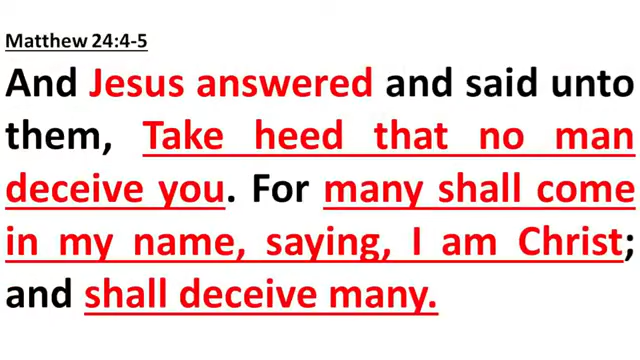 Matthew 24:4-5
And Jesus answered and said unto
them, Take heed that no man
deceive you. For many shall come
in my name, saying, I am Christ;
and shall deceive many.